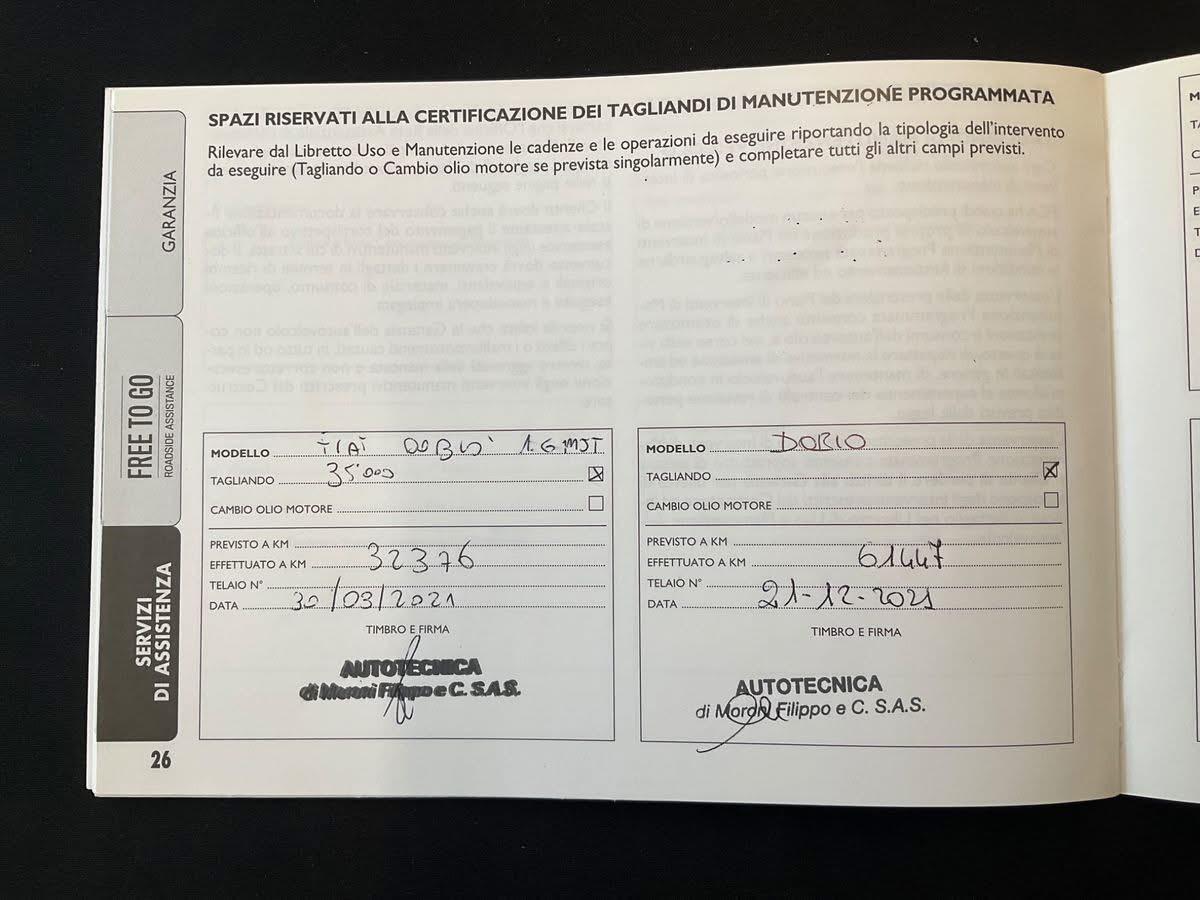 SPAZI RISERVATI ALLA CERTIFICAZIONE DEI TAGLIANDI DI MANUTENZIONE PROGRAMMATA
Rilevare dal Libretto Uso e Manutenzione le cadenze e le operazioni da eseguire riportando la tipologia dell'intervento
da eseguire (Tagliando o Cambio olio motore se prevista singolarmente) e completare tutti gli altri campi previsti.
GARANZIA
FREE TO GO
ROADSIDE ASSISTANCE
SERVIZI
DI ASSISTENZA
26
MODELLO FIAT DOBLO' 1.6 MJT
TAGLIANDO 35'000
CAMBIO OLIO MOTORE
PREVISTO A KM
EFFETTUATO A KM 32376
TELAIO N°
DATA 30/03/2021
TIMBRO E FIRMA
AUTOTECNICA
di Moroni Filippo e C. S.A.S.
MODELLO DOBLO
TAGLIANDO
CAMBIO OLIO MOTORE
PREVISTO A KM
EFFETTUATO A KM 61447
TELAIO N°
DATA 21-12-2021
TIMBRO E FIRMA
AUTOTECNICA
di Moroni Filippo e C. S.A.S.